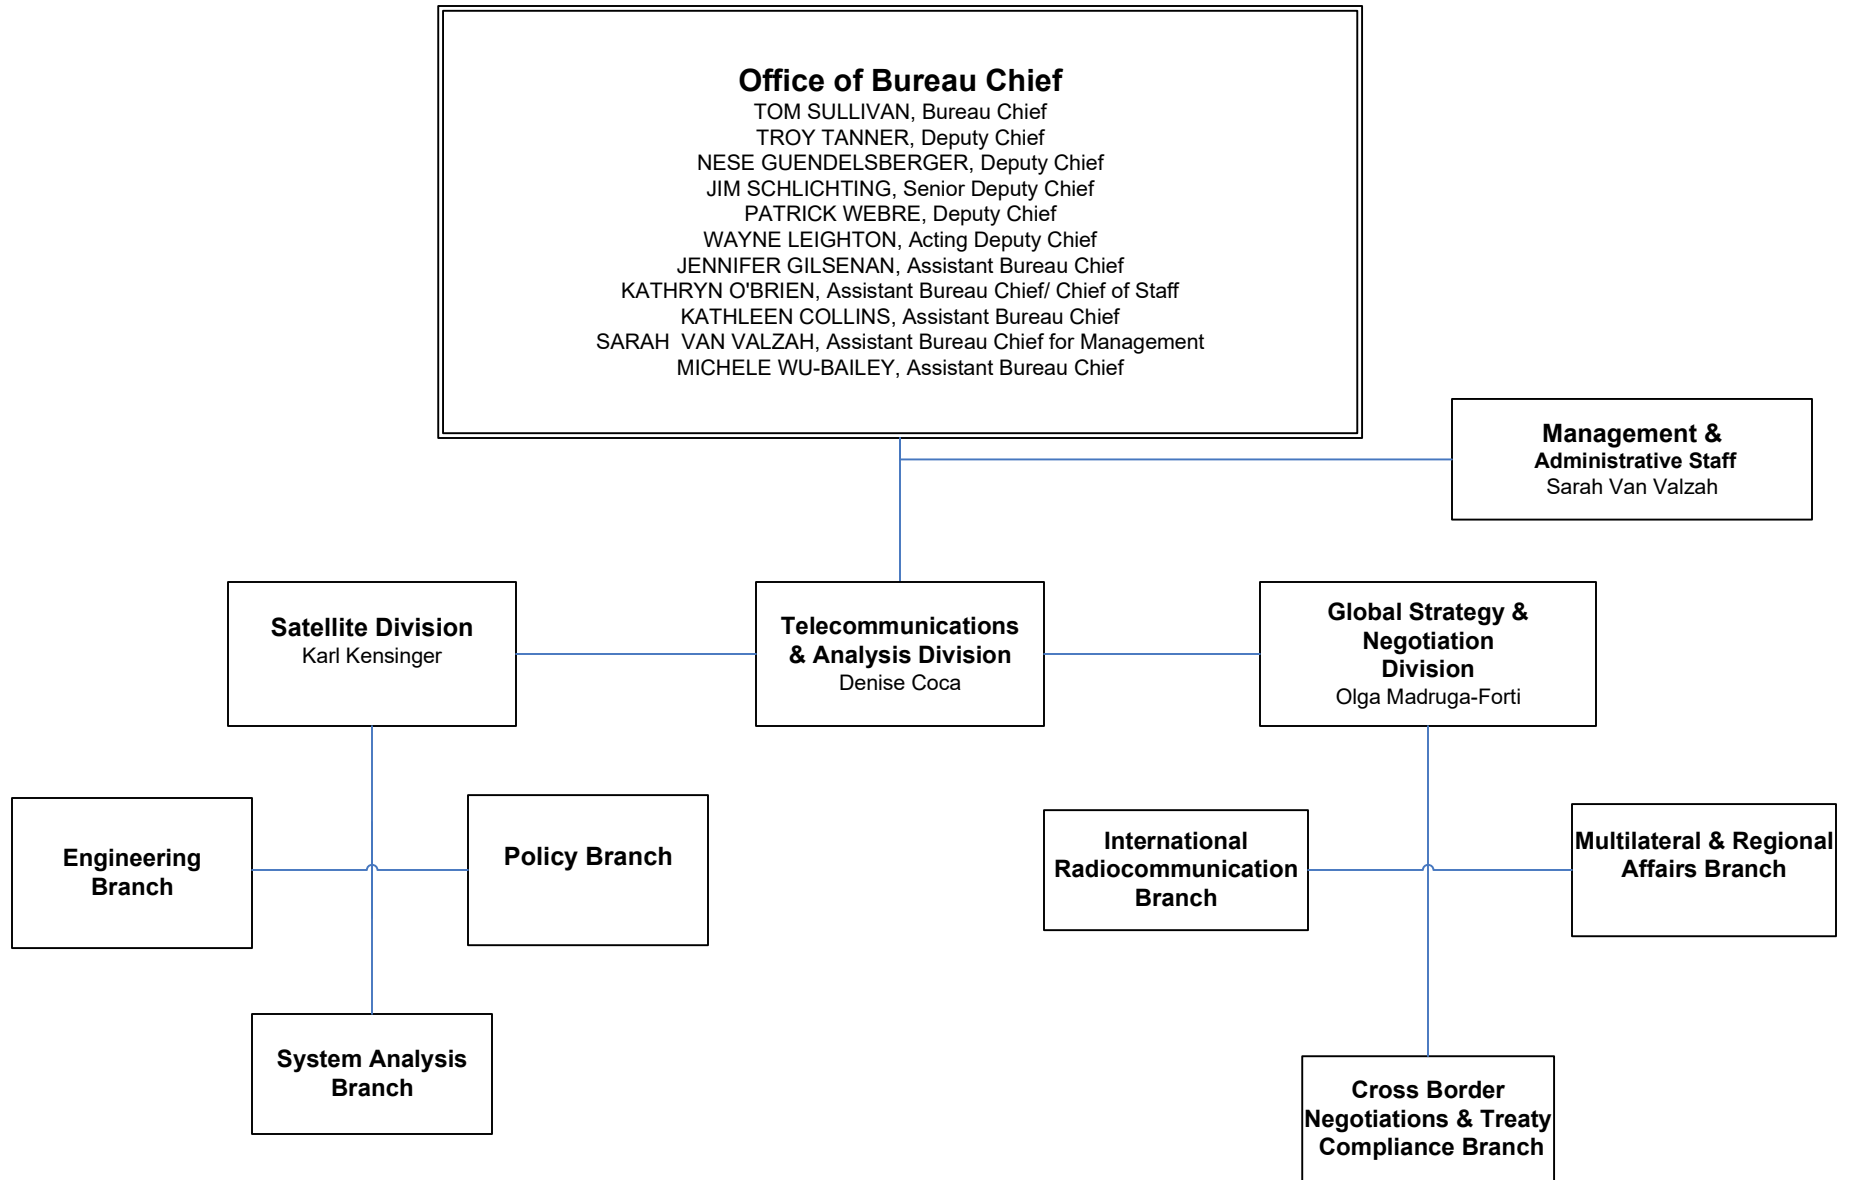 Office of Bureau Chief
TOM SULLIVAN, Bureau Chief
TROY TANNER, Deputy Chief
NESE GUENDELSBERGER, Deputy Chief
JIM SCHLICHTING, Senior Deputy Chief
PATRICK WEBRE, Deputy Chief
WAYNE LEIGHTON, Acting Deputy Chief
JENNIFER GILSENAN, Assistant Bureau Chief
KATHRYN O'BRIEN, Assistant Bureau Chief/ Chief of Staff
KATHLEEN COLLINS, Assistant Bureau Chief
SARAH  VAN VALZAH, Assistant Bureau Chief for Management
MICHELE WU-BAILEY, Assistant Bureau Chief
Management &
Administrative Staff
Sarah Van Valzah
Satellite Division
Karl Kensinger
Telecommunications
& Analysis Division
Denise Coca
Global Strategy &
Negotiation
Division
Olga Madruga-Forti
Engineering
Branch
Policy Branch
International
Radiocommunication
Branch
Multilateral & Regional
Affairs Branch
System Analysis
Branch
Cross Border
Negotiations & Treaty
Compliance Branch